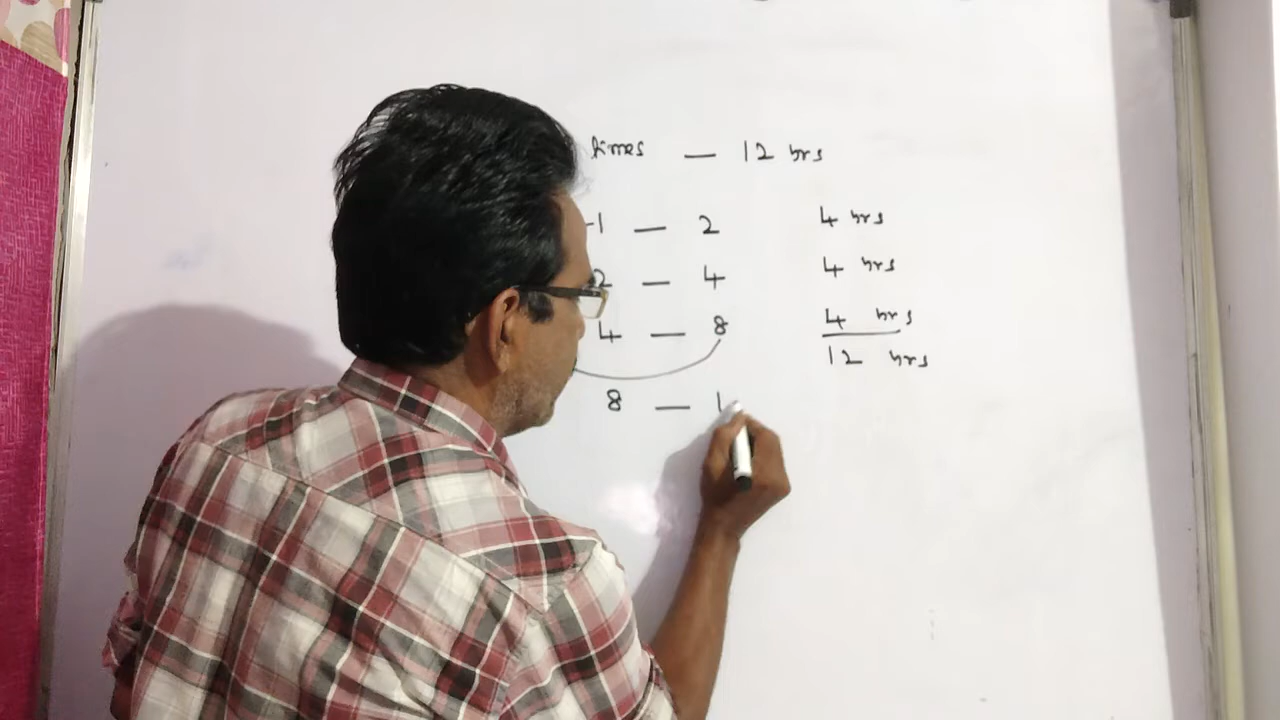 times — 12 hrs
1 — 2 4 hrs
2 — 4 4 hrs
4 — 8 4 hrs
12 hrs
8 — 1